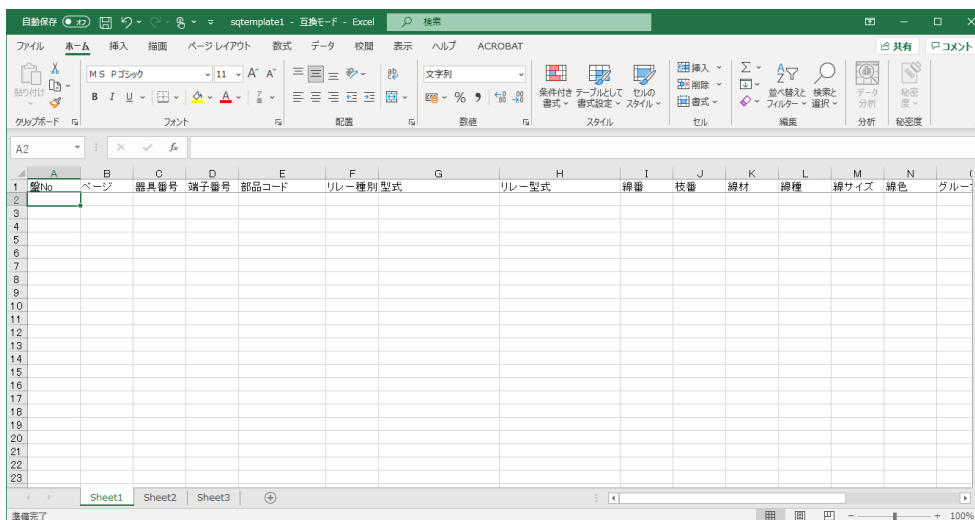 自動保存 オフ sqtemplate1 - 互換モード - Excel 検索
ファイル ホーム 挿入 描画 ページ レイアウト 数式 データ 校閲 表示 ヘルプ ACROBAT 共有 コメント
貼り付け ＭＳ Ｐゴシック 11 A A 文字列 条件付き書式 テーブルとして書式設定 セルのスタイル 挿入 削除 書式 並べ替えとフィルター 検索と選択 データ分析 秘密度
B I U A % 
クリップボード フォント 配置 数値 スタイル セル 編集 分析 秘密度
A2 fx
A B C D E F G H I J K L M N
1 盤No ページ 器具番号 端子番号 部品コード リレー種別 型式 リレー型式 線番 枝番 線材 線種 線サイズ 線色 グループ
2
3
4
5
6
7
8
9
10
11
12
13
14
15
16
17
18
19
20
21
22
23
Sheet1 Sheet2 Sheet3
準備完了 100%